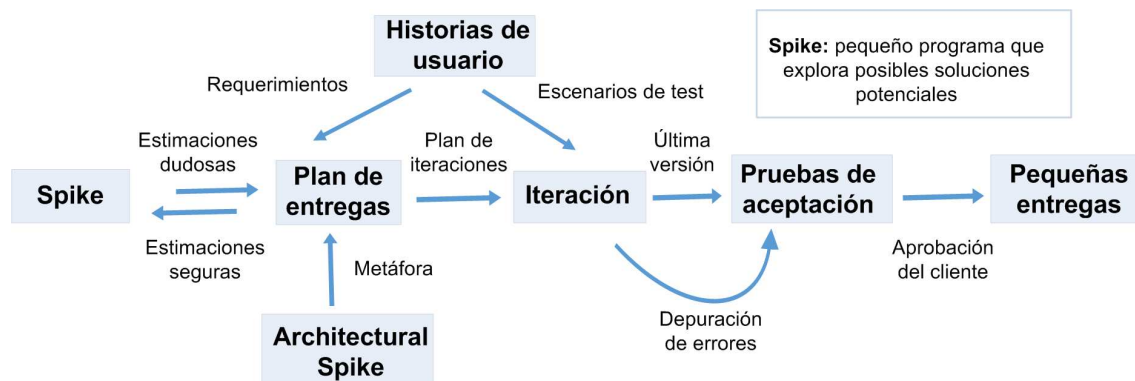 Historias de
usuario
Spike: pequeño programa que
explora posibles soluciones
potenciales
Requerimientos
Escenarios de test
Estimaciones
dudosas
Plan de
iteraciones
Última
versión
Spike
Plan de
entregas
Iteración
Pruebas de
aceptación
Pequeñas
entregas
Estimaciones
seguras
Metáfora
Aprobación
del cliente
Depuración
de errores
Architectural
Spike